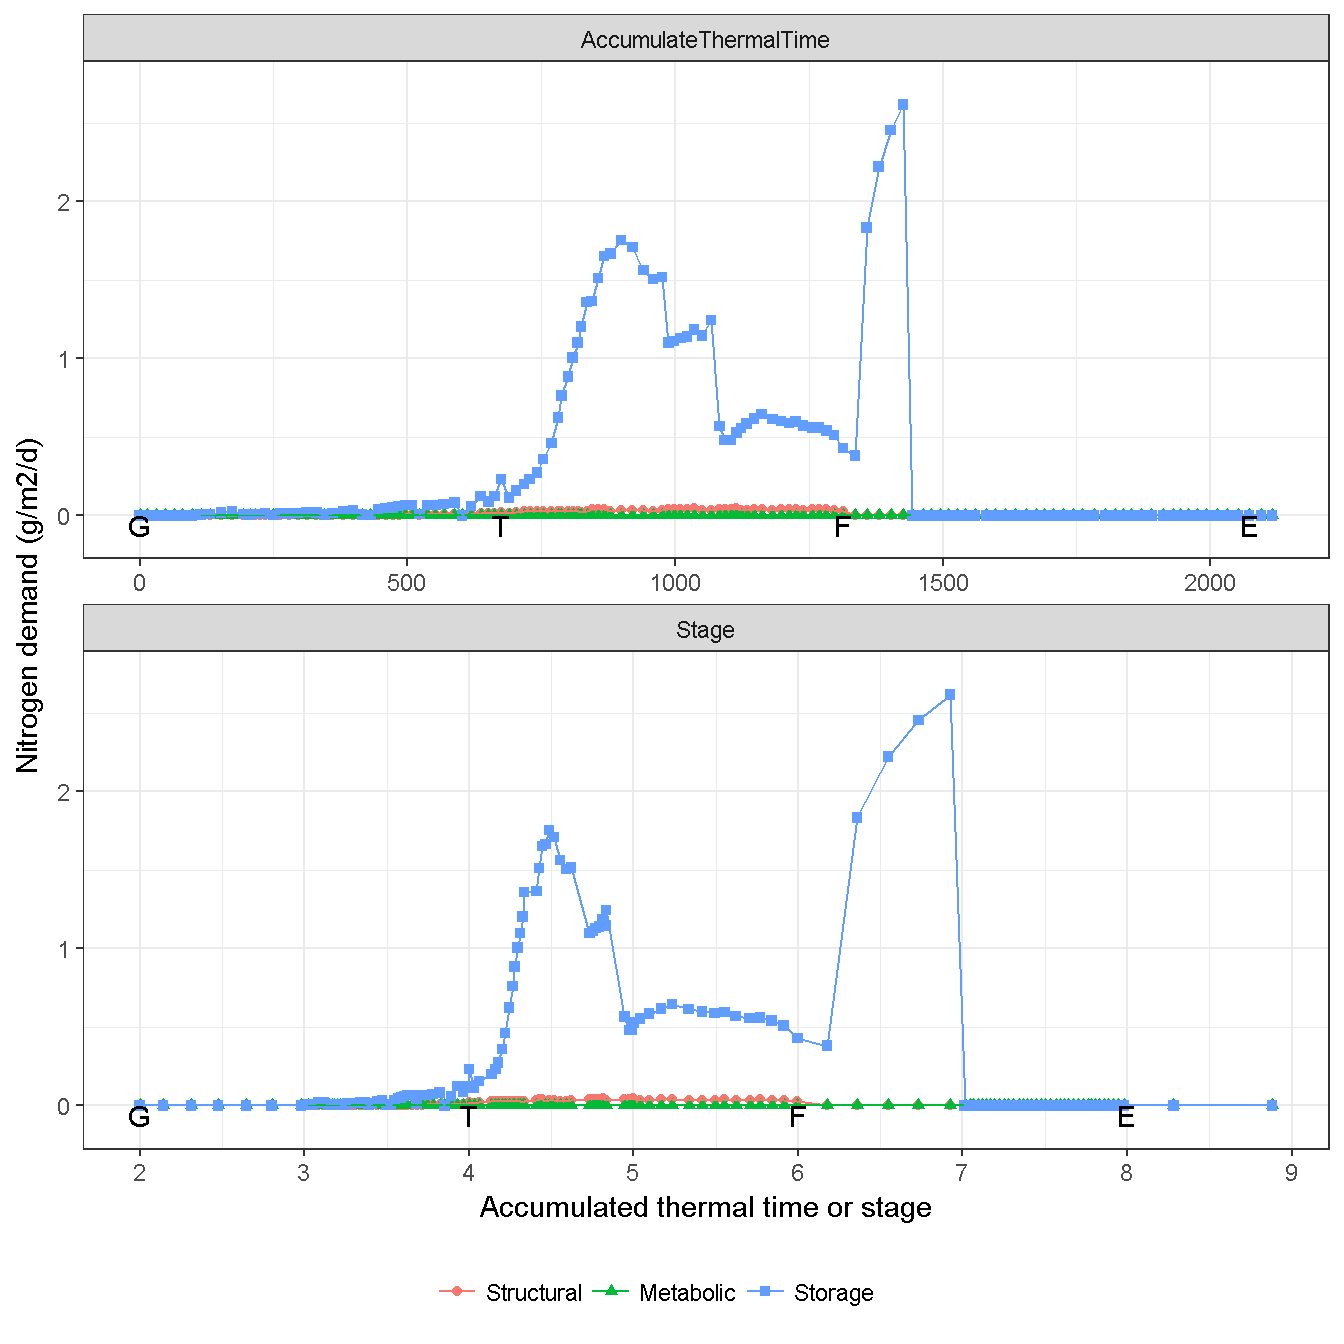 AccumulateThermalTime
2
1
0
G T F E
0 500 1000 1500 2000
Nitrogen demand (g/m2/d)
Stage
2
1
0
G T F E
2 3 4 5 6 7 8 9
Accumulated thermal time or stage
Structural Metabolic Storage